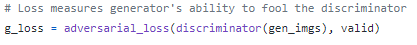 # Loss measures generator's ability to fool the discriminator
g_loss = adversarial_loss(discriminator(gen_imgs), valid)